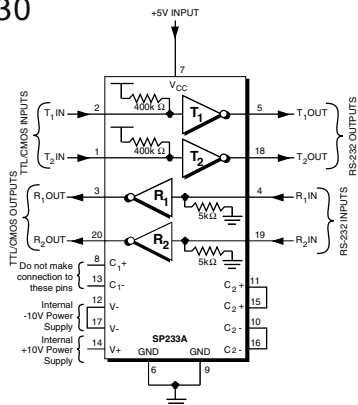 30
+5V INPUT
7
VCC
TTL/CMOS INPUTS
T1IN
2
400k Ω
T1
5
T1OUT
RS-232 OUTPUTS
T2IN
1
400k Ω
T2
18
T2OUT
TTL/CMOS OUTPUTS
R1OUT
3
R1
4
R1IN
5kΩ
RS-232 INPUTS
R2OUT
20
R2
19
R2IN
5kΩ
Do not make
connection to
these pins
8
C1+
13
C1-
11
C2 +
15
C2 +
Internal
-10V Power
Supply
12
V-
17
V-
10
C2 -
16
C2 -
Internal
+10V Power
Supply
14
V+
SP233A
GND
GND
6
9